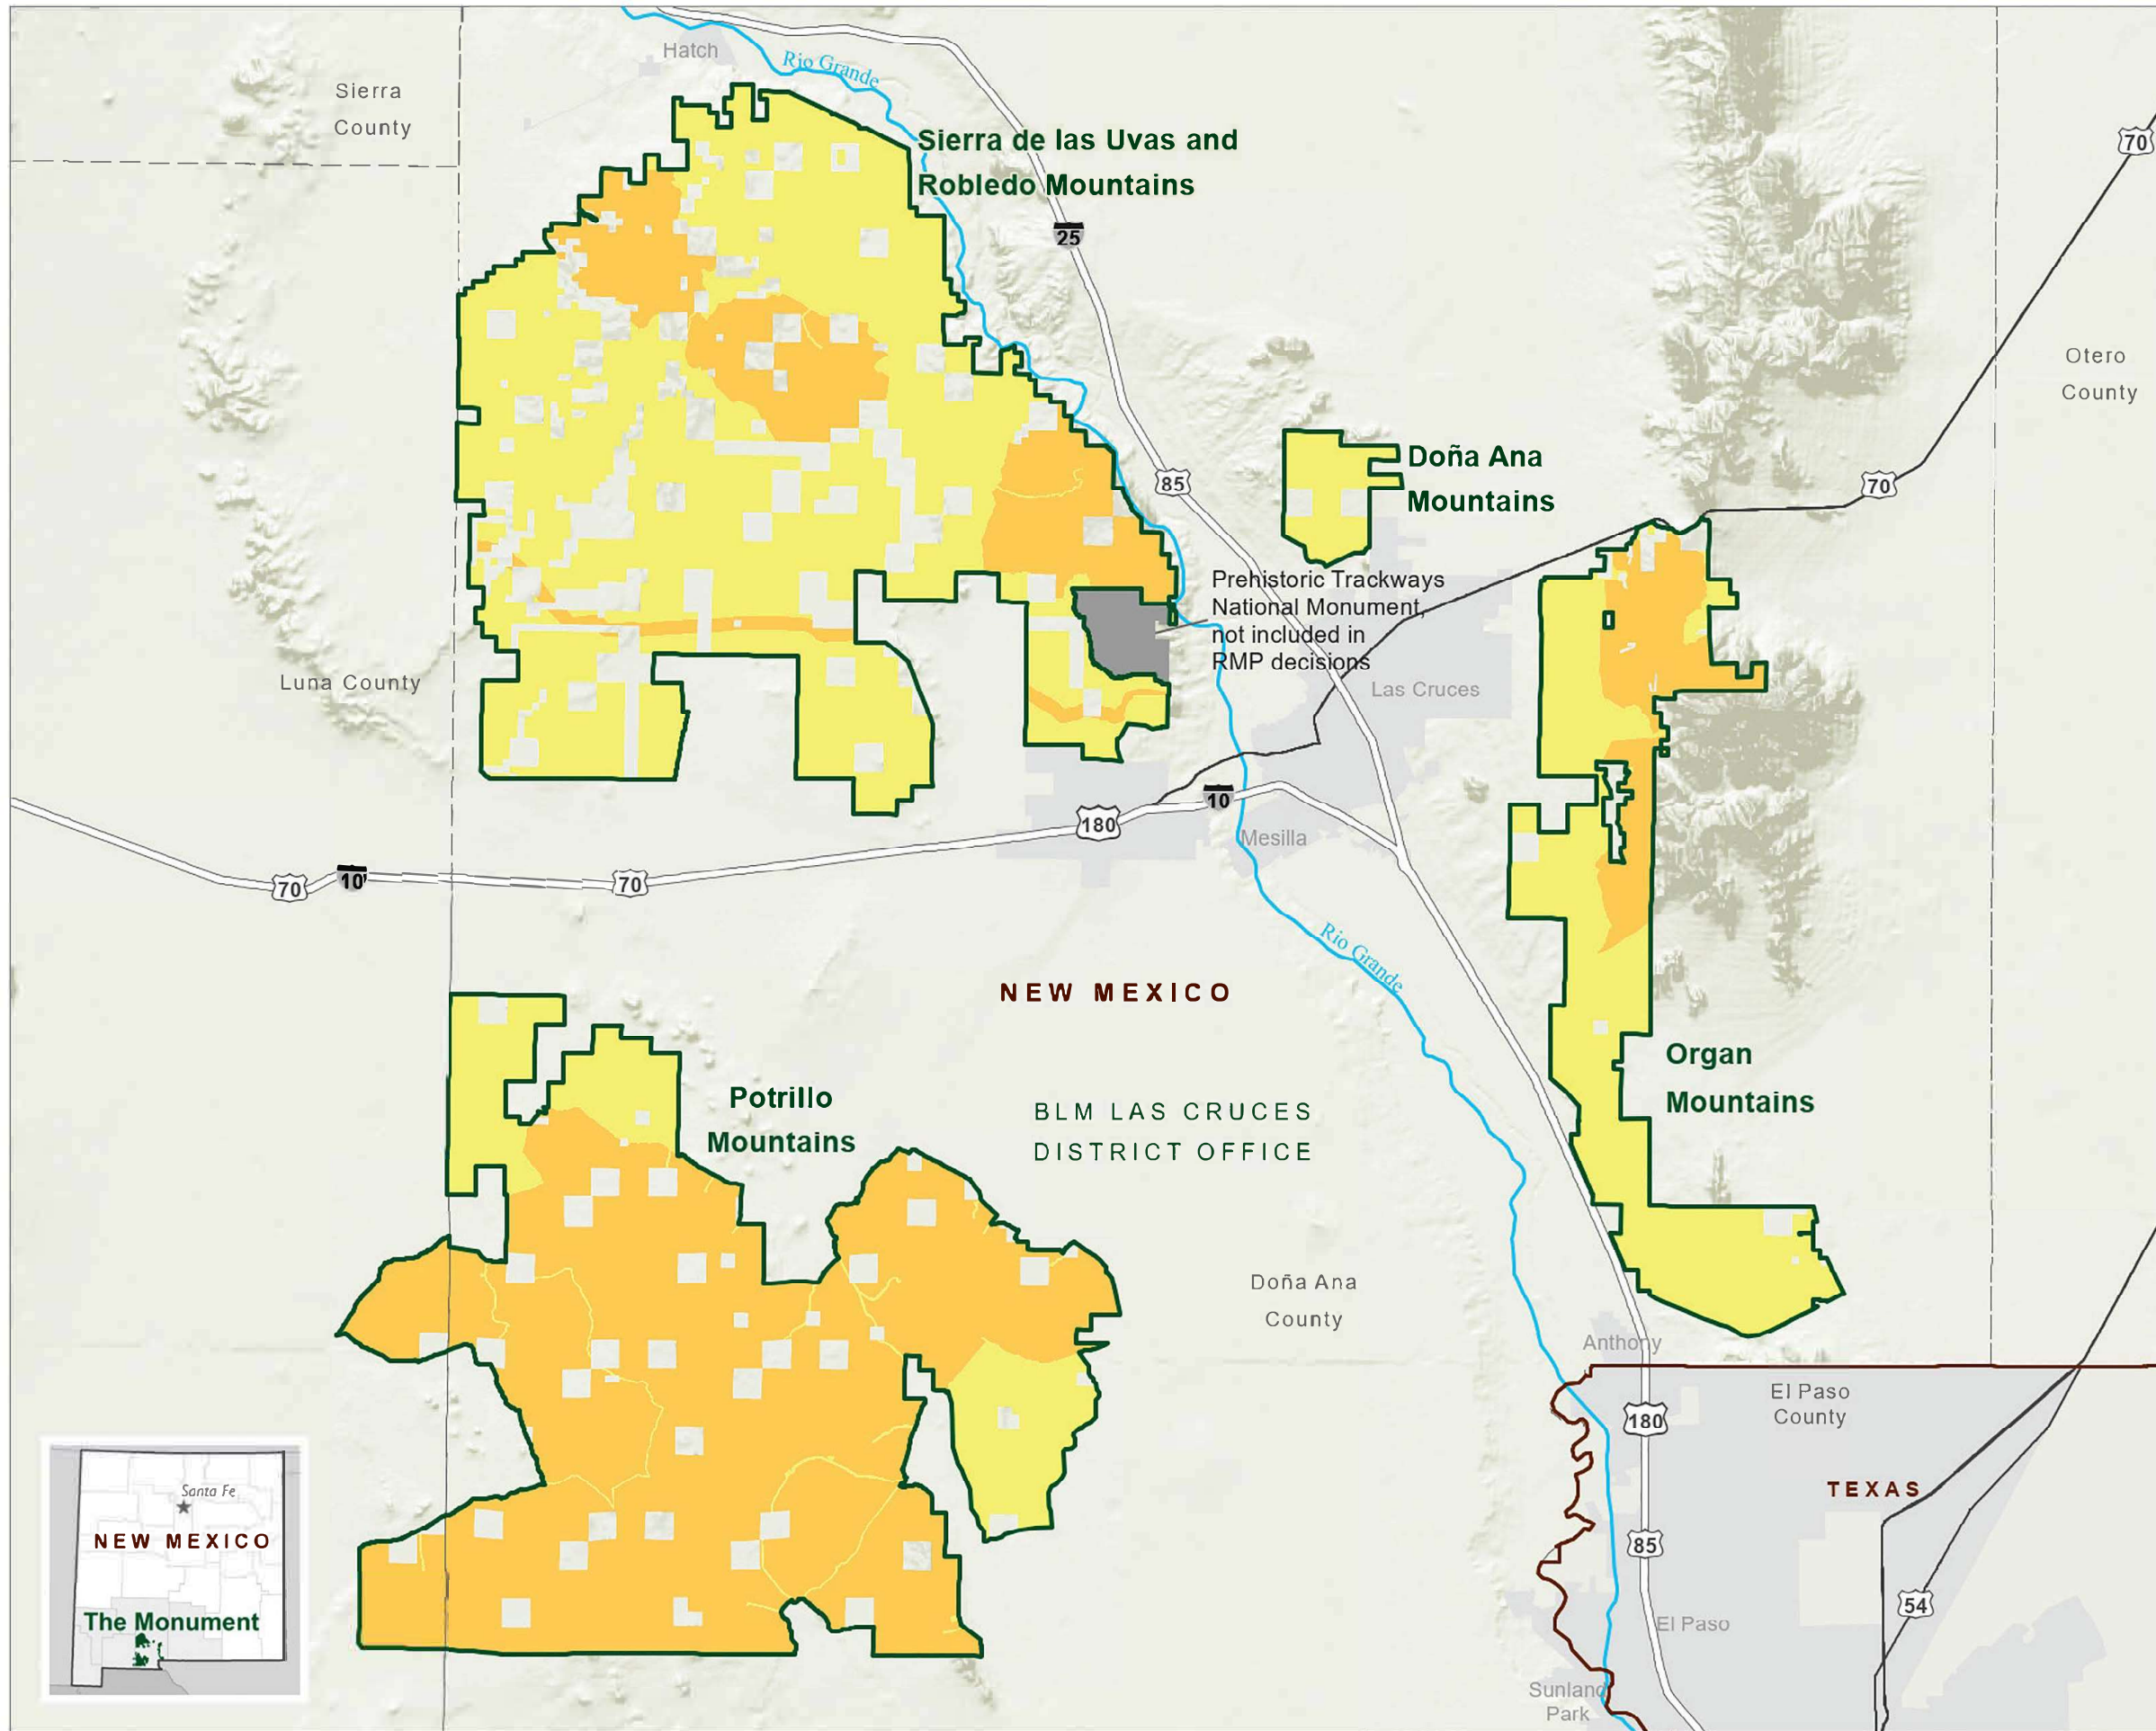 Hatch
Rio Grande
Sierra
County
Sierra de las Uvas and
Robledo Mountains
70
25
Otero
County
Doña Ana
Mountains
85
70
Prehistoric Trackways
National Monument,
not included in
RMP decisions
Luna County
Las Cruces
10
180
Mesilla
70
10
70
Rio Grande
NEW MEXICO
Organ
Mountains
Potrillo
Mountains
BLM LAS CRUCES
DISTRICT OFFICE
Doña Ana
County
Anthony
El Paso
County
180
TEXAS
Santa Fe
NEW MEXICO
The Monument
85
54
El Paso
Sunland
Park